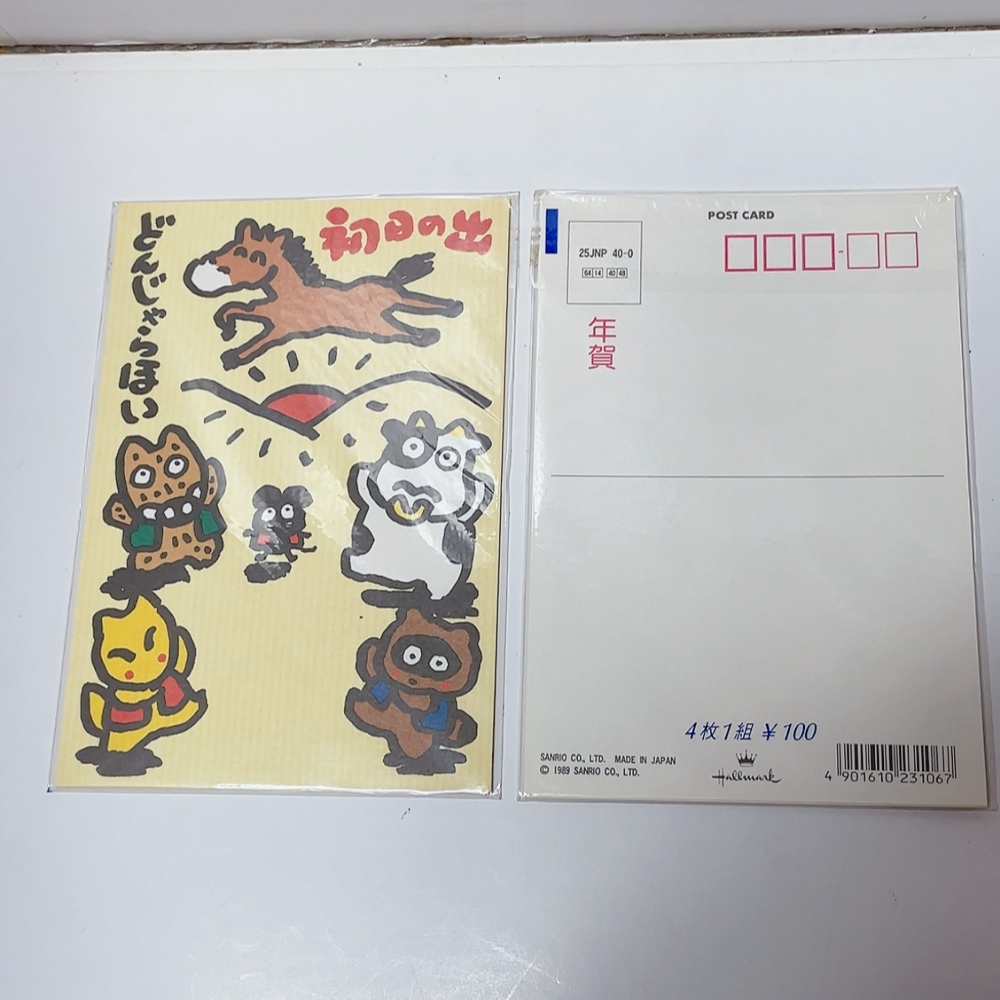 初日の出
どんじゃらほい
POST CARD
25JNP 40-0
64 14 40 48
年賀
4枚1組 ¥100
SANRIO CO., LTD. MADE IN JAPAN
© 1989 SANRIO CO., LTD.
Hallmark
4 901610 231067